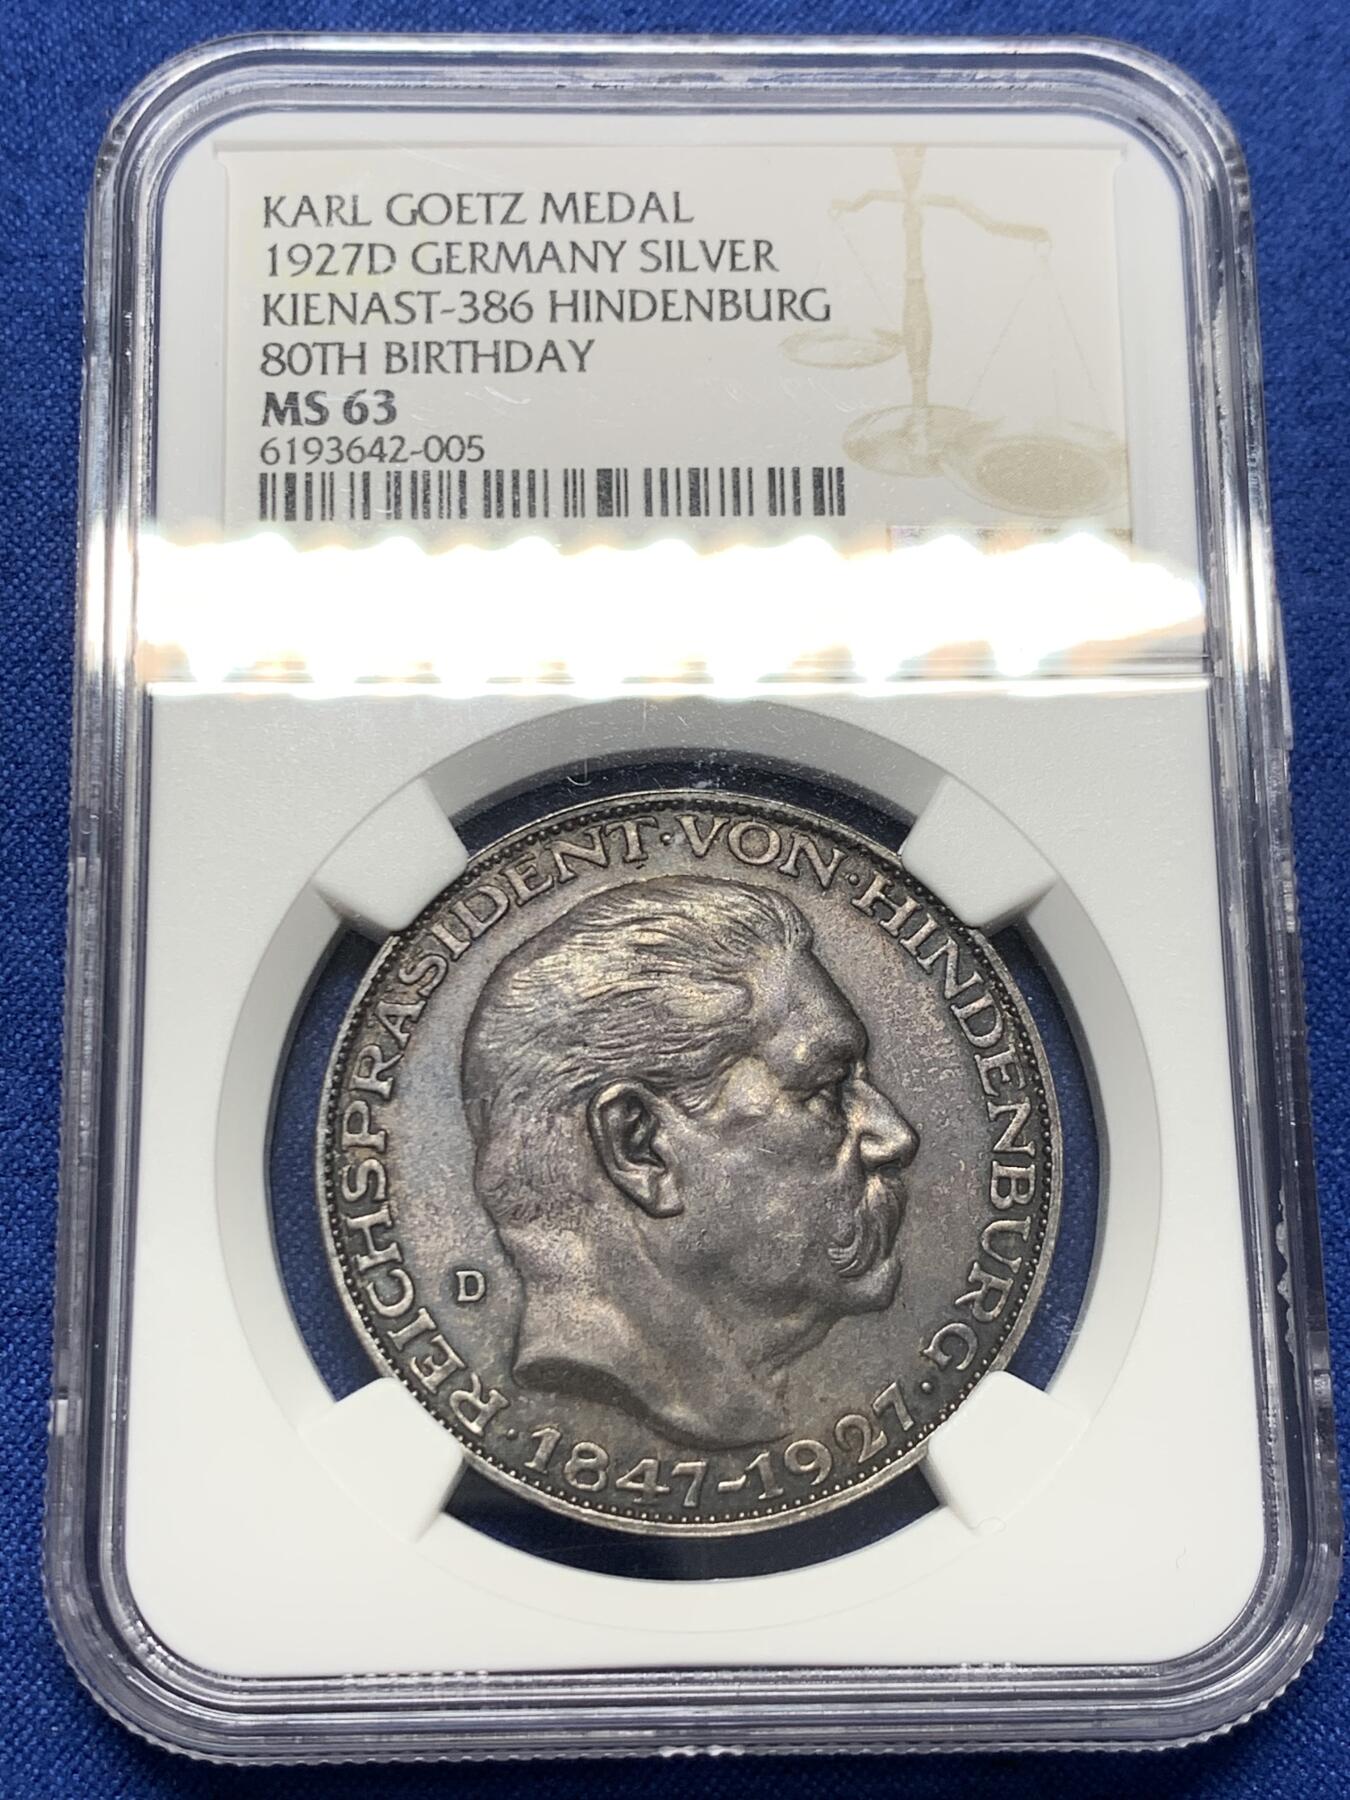 KARL GOETZ MEDAL
1927D GERMANY SILVER
KIENAST-386 HINDENBURG
80TH BIRTHDAY
MS 63
6193642-005
REICHSPRASIDENT·VON·HINDENBURG·
D
·1847-1927·